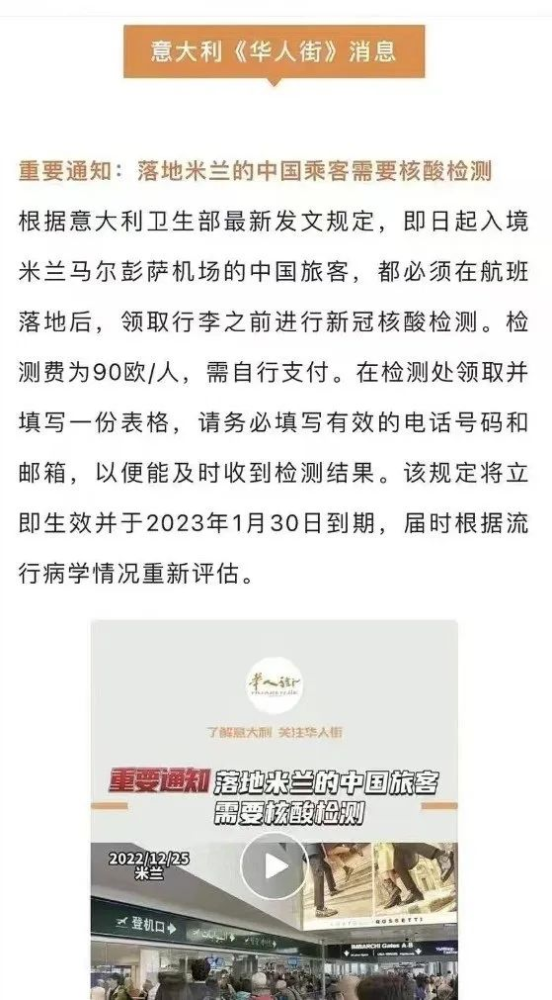 意大利《华人街》消息
重要通知：落地米兰的中国乘客需要核酸检测
根据意大利卫生部最新发文规定，即日起入境
米兰马尔彭萨机场的中国旅客，都必须在航班
落地后，领取行李之前进行新冠核酸检测。检
测费为90欧/人，需自行支付。在检测处领取并
填写一份表格，请务必填写有效的电话号码和
邮箱，以便能及时收到检测结果。该规定将立
即生效并于2023年1月30日到期，届时根据流
行病学情况重新评估。
华人街
HUARENJIE
了解意大利 关注华人街
重要通知 落地米兰的中国旅客
需要核酸检测
2022/12/25
米兰
ROSSETTI
登机口
IMBARCHI Gates A-B